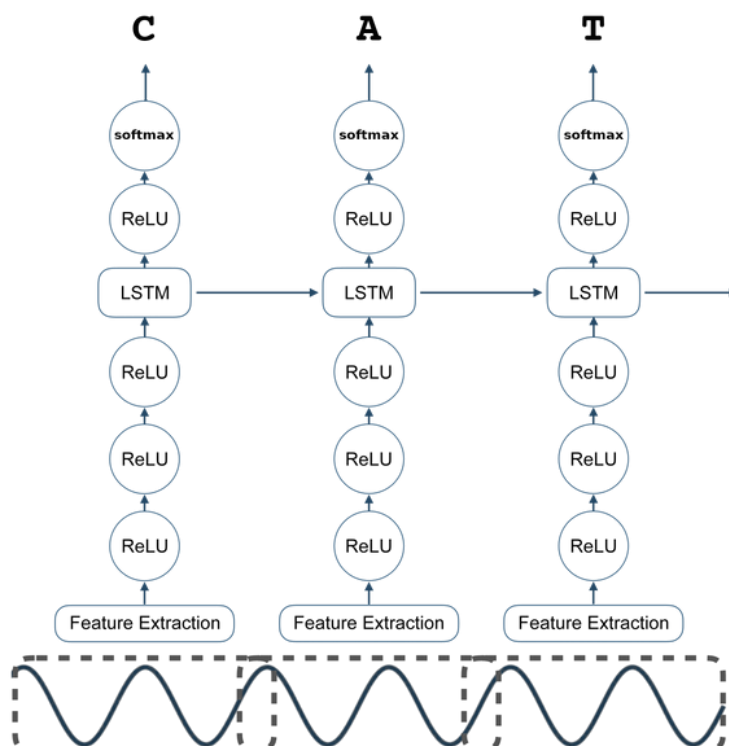 C A T
softmax softmax softmax
ReLU ReLU ReLU
LSTM LSTM LSTM
ReLU ReLU ReLU
ReLU ReLU ReLU
ReLU ReLU ReLU
Feature Extraction Feature Extraction Feature Extraction